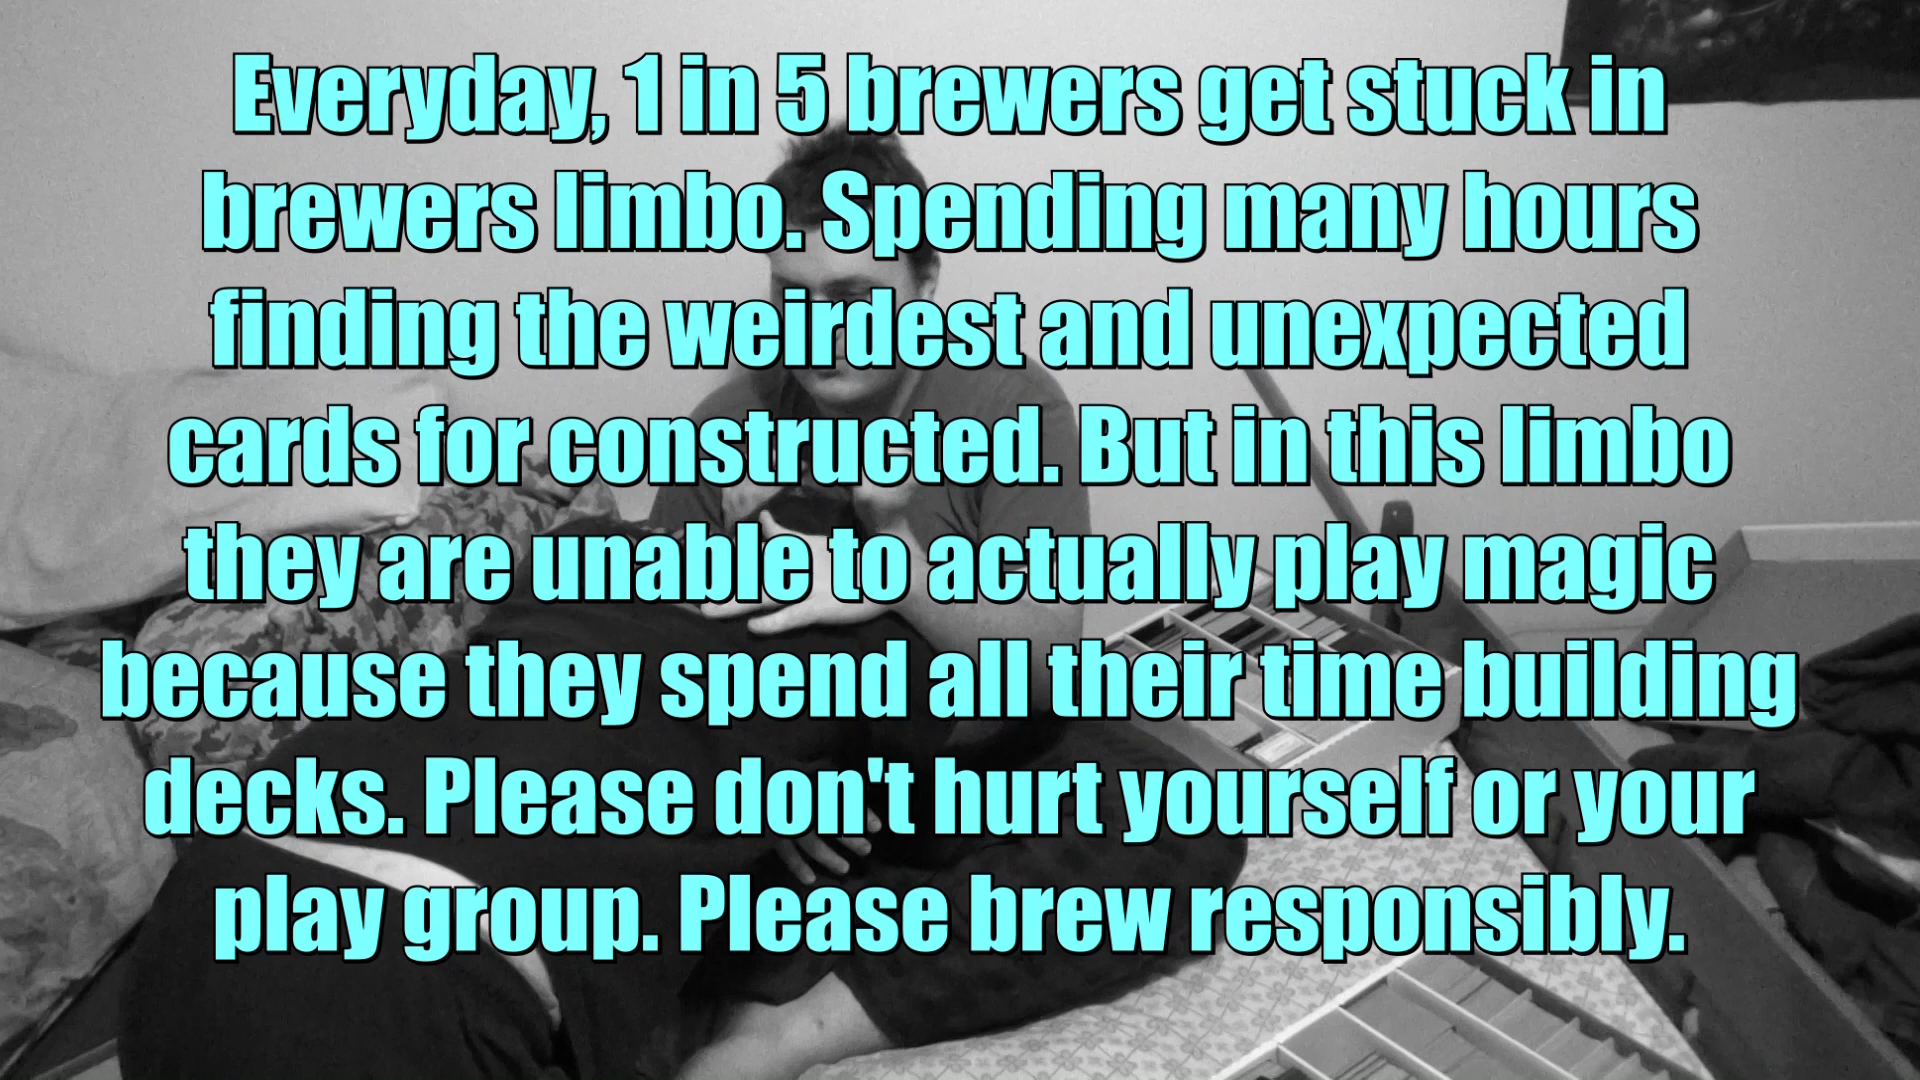 Everyday, 1 in 5 brewers get stuck in
brewers limbo. Spending many hours
finding the weirdest and unexpected
cards for constructed. But in this limbo
they are unable to actually play magic
because they spend all their time building
decks. Please don't hurt yourself or your
play group. Please brew responsibly.